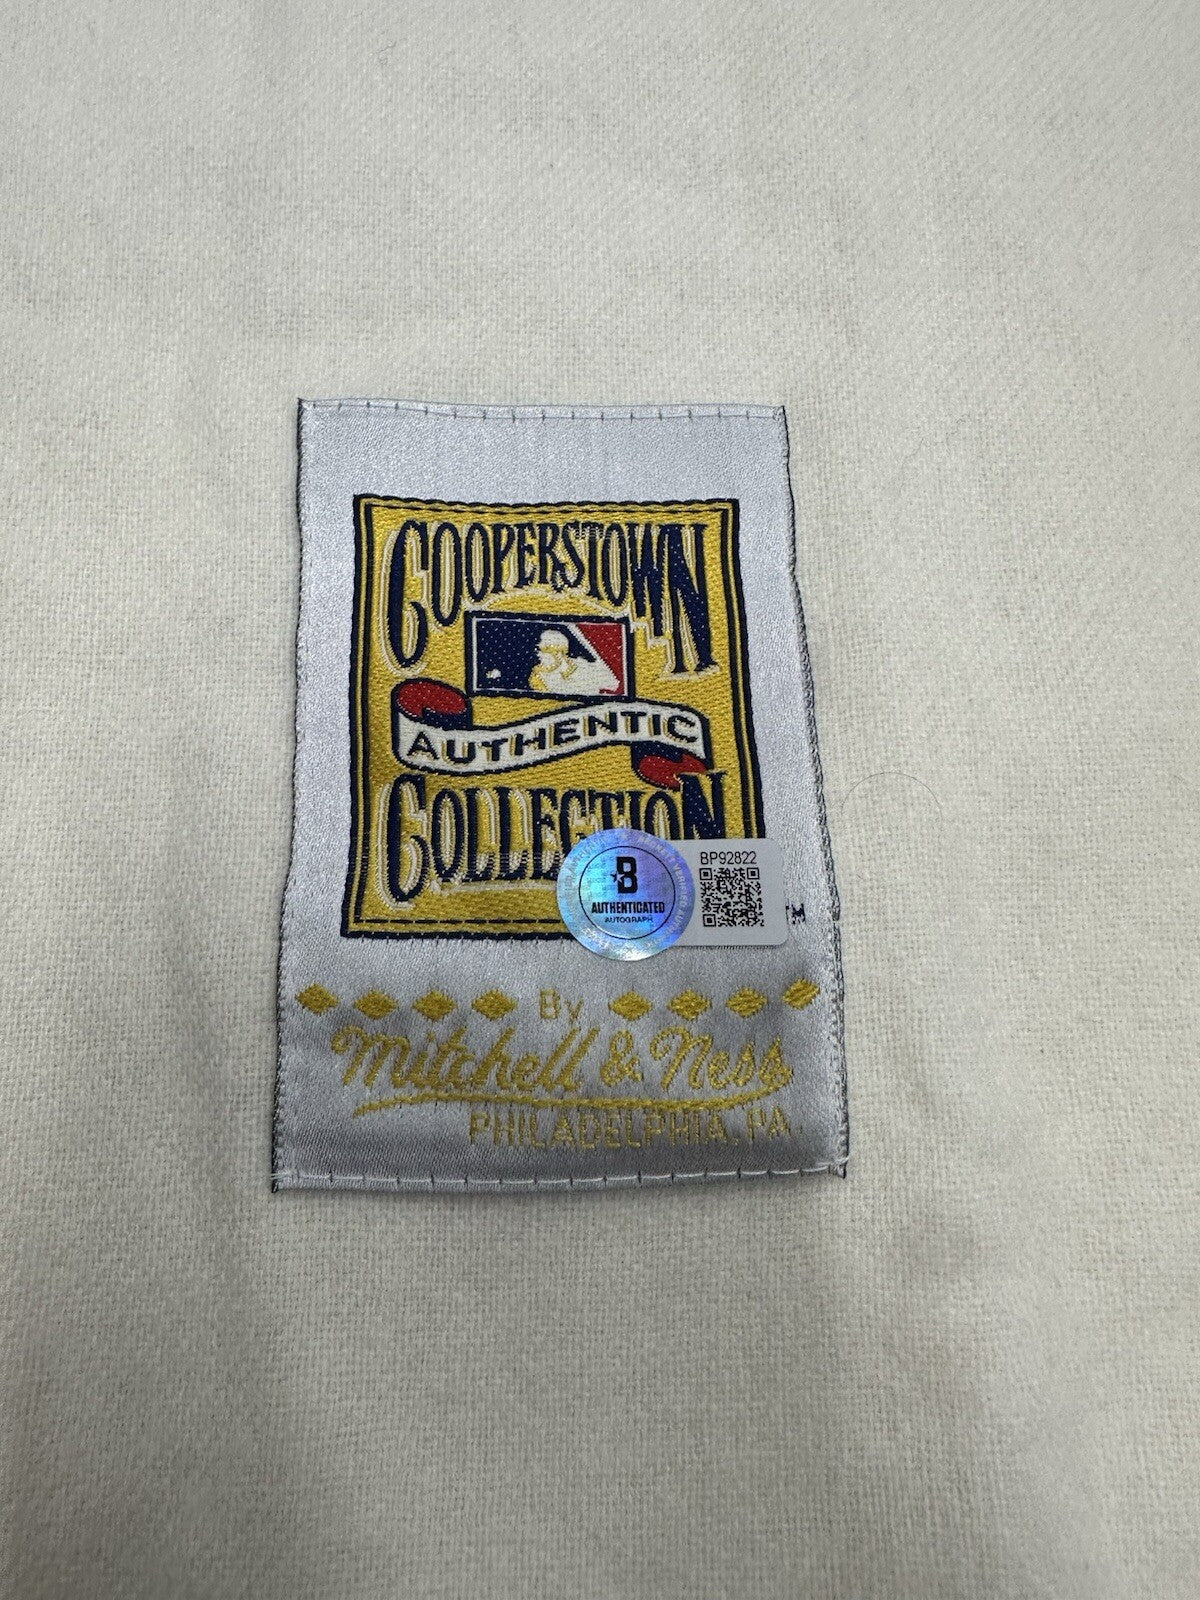 COOPERSTOWN
AUTHENTIC
COLLECTION
B
AUTHENTICATED
AUTOGRAPH
BP92822
By
Mitchell & Ness
PHILADELPHIA, PA.